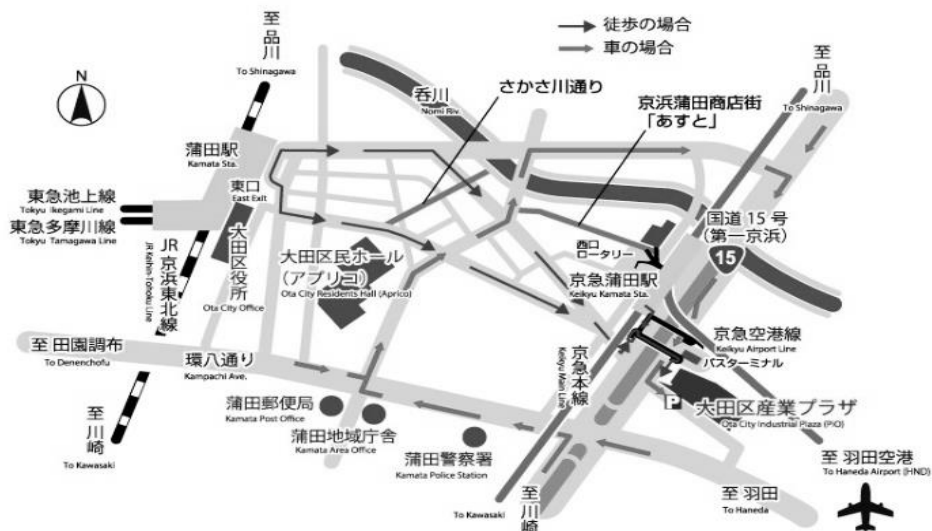 徒歩の場合
車の場合
N
至品川
To Shinagawa
さかさ川通り
呑川
Nomi Riv.
京浜蒲田商店街
「あすと」
至品川
To Shinagawa
蒲田駅
Kamata Sta.
東口
East Exit
東急池上線
Tokyu Ikegami Line
東急多摩川線
Tokyu Tamagawa Line
JR京浜東北線
JR Keihin-Tohoku Line
大田区役所
Ota City Office
大田区民ホール
(アプリコ)
Ota City Residents Hall (Aprico)
西口
ロータリー
国道15号
(第一京浜)
15
京急蒲田駅
Keikyu Kamata Sta.
京急空港線
Keikyu Airport Line
バスターミナル
京急本線
Keikyu Main Line
至田園調布
To Denenchofu
環八通り
Kampachi Ave.
P
大田区産業プラザ
Ota City Industrial Plaza (PiO)
蒲田郵便局
Kamata Post Office
蒲田地域庁舎
Kamata Area Office
蒲田警察署
Kamata Police Station
至川崎
To Kawasaki
To Kawasaki
至川崎
至羽田
To Haneda
至羽田空港
To Haneda Airport (HND)